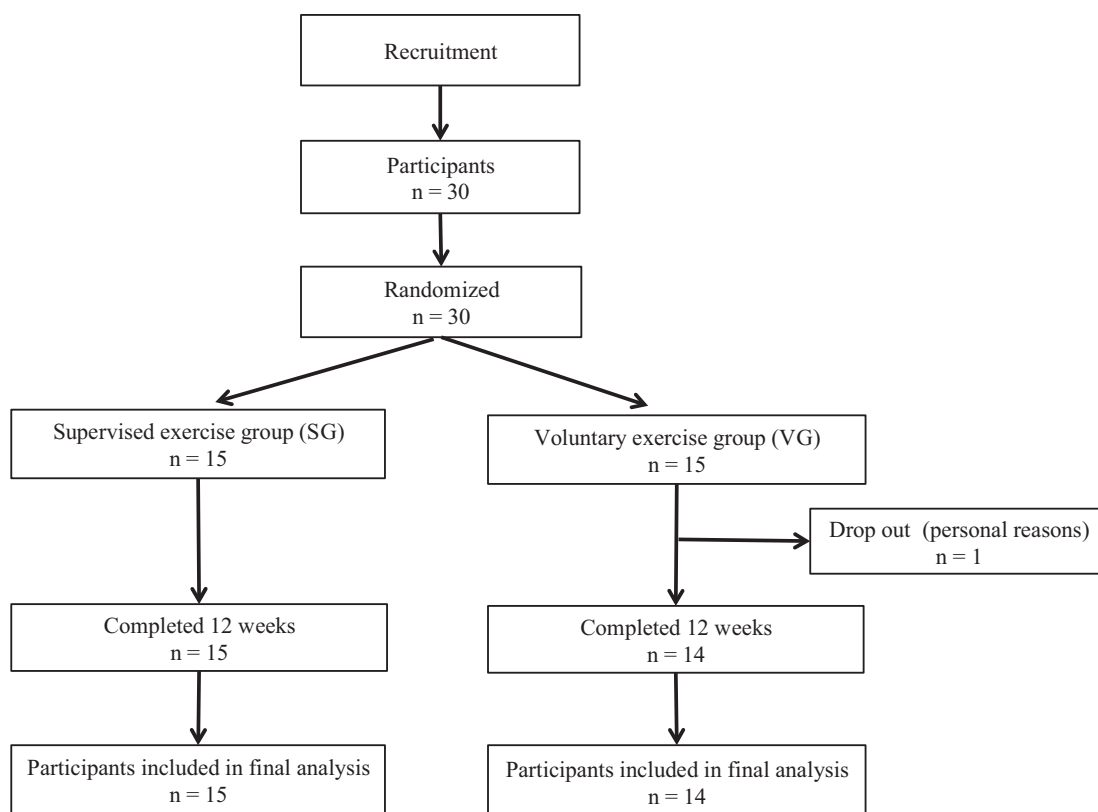 Recruitment
Participants
n = 30
Randomized
n = 30
Supervised exercise group (SG)
n = 15
Voluntary exercise group (VG)
n = 15
Drop out (personal reasons)
n = 1
Completed 12 weeks
n = 15
Completed 12 weeks
n = 14
Participants included in final analysis
n = 15
Participants included in final analysis
n = 14